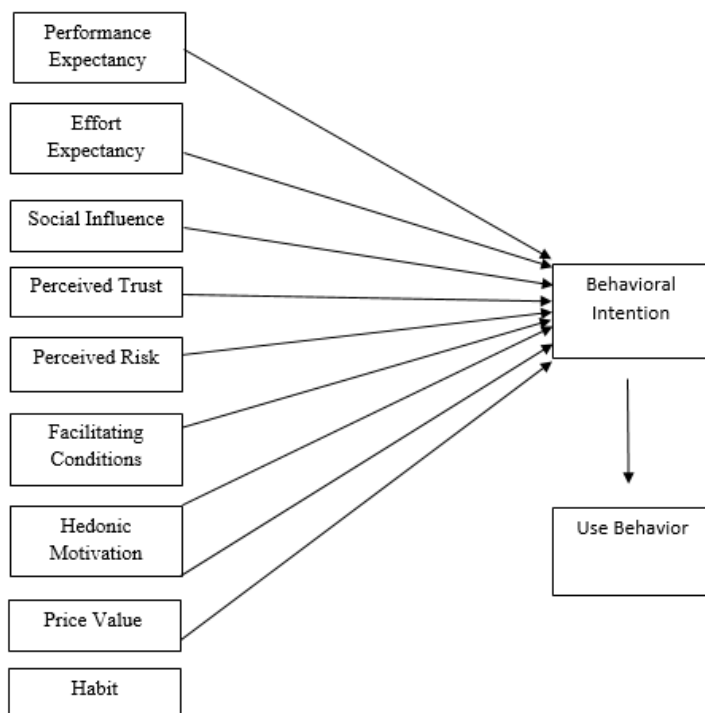 Performance
Expectancy
Effort
Expectancy
Social Influence
Perceived Trust
Perceived Risk
Facilitating
Conditions
Hedonic
Motivation
Price Value
Habit
Behavioral
Intention
Use Behavior